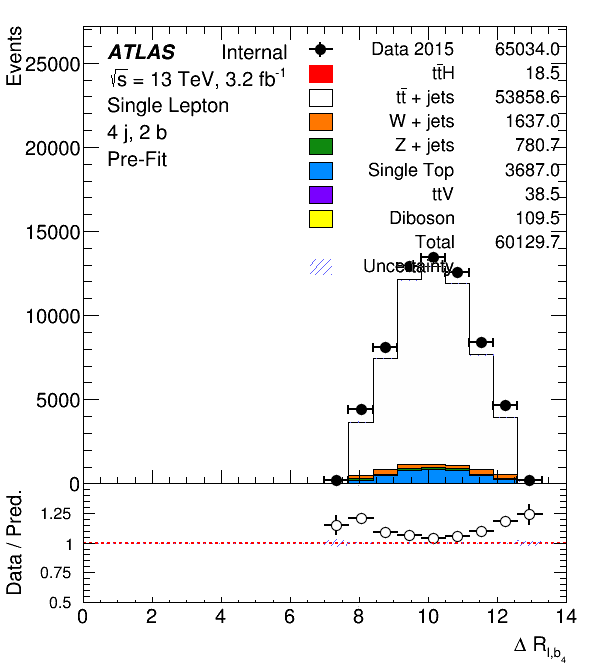 Events
25000
20000
15000
10000
5000
0
ATLAS Internal
√s = 13 TeV, 3.2 fb⁻¹
Single Lepton
4 j, 2 b
Pre-Fit
Data 2015 65034.0
tt̄H 18.5
tt̄ + jets 53858.6
W + jets 1637.0
Z + jets 780.7
Single Top 3687.0
ttV 38.5
Diboson 109.5
Total 60129.7
Uncertainty
Data / Pred.
1.25
1
0.75
0.5
0 2 4 6 8 10 12 14
Δ R l,b4